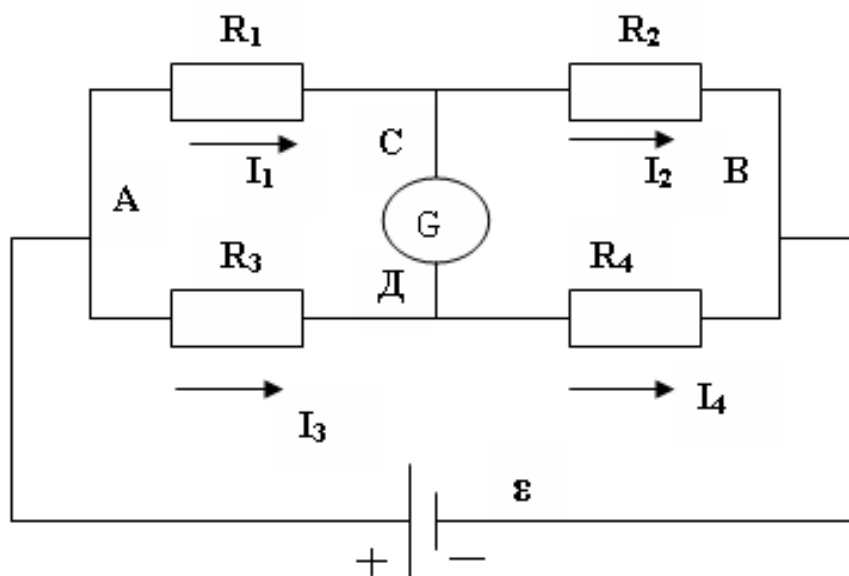 R₁ R₂
С
I₁ I₂ В
А
G
R₃ R₄
Д
I₃ I₄
ε
+ −